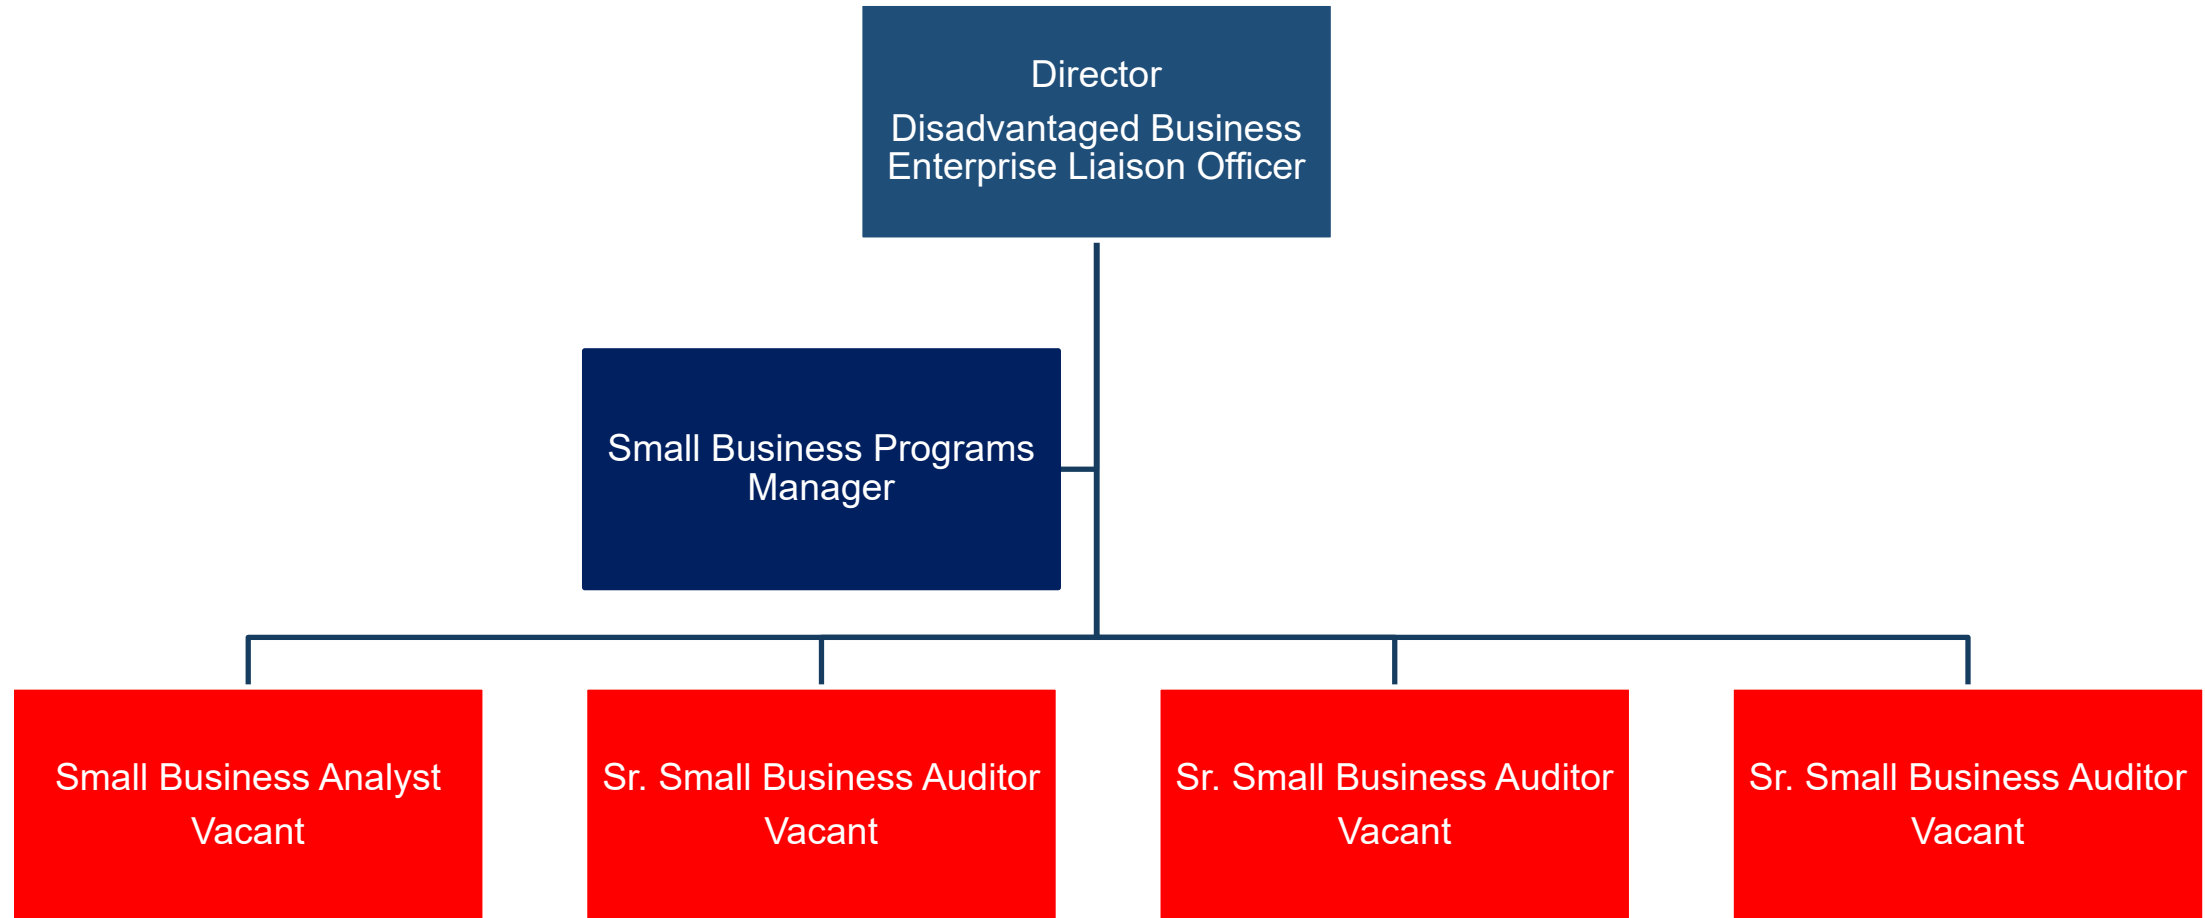 Director
Disadvantaged Business
Enterprise Liaison Officer
Small Business Programs
Manager
Small Business Analyst
Vacant
Sr. Small Business Auditor
Vacant
Sr. Small Business Auditor
Vacant
Sr. Small Business Auditor
Vacant